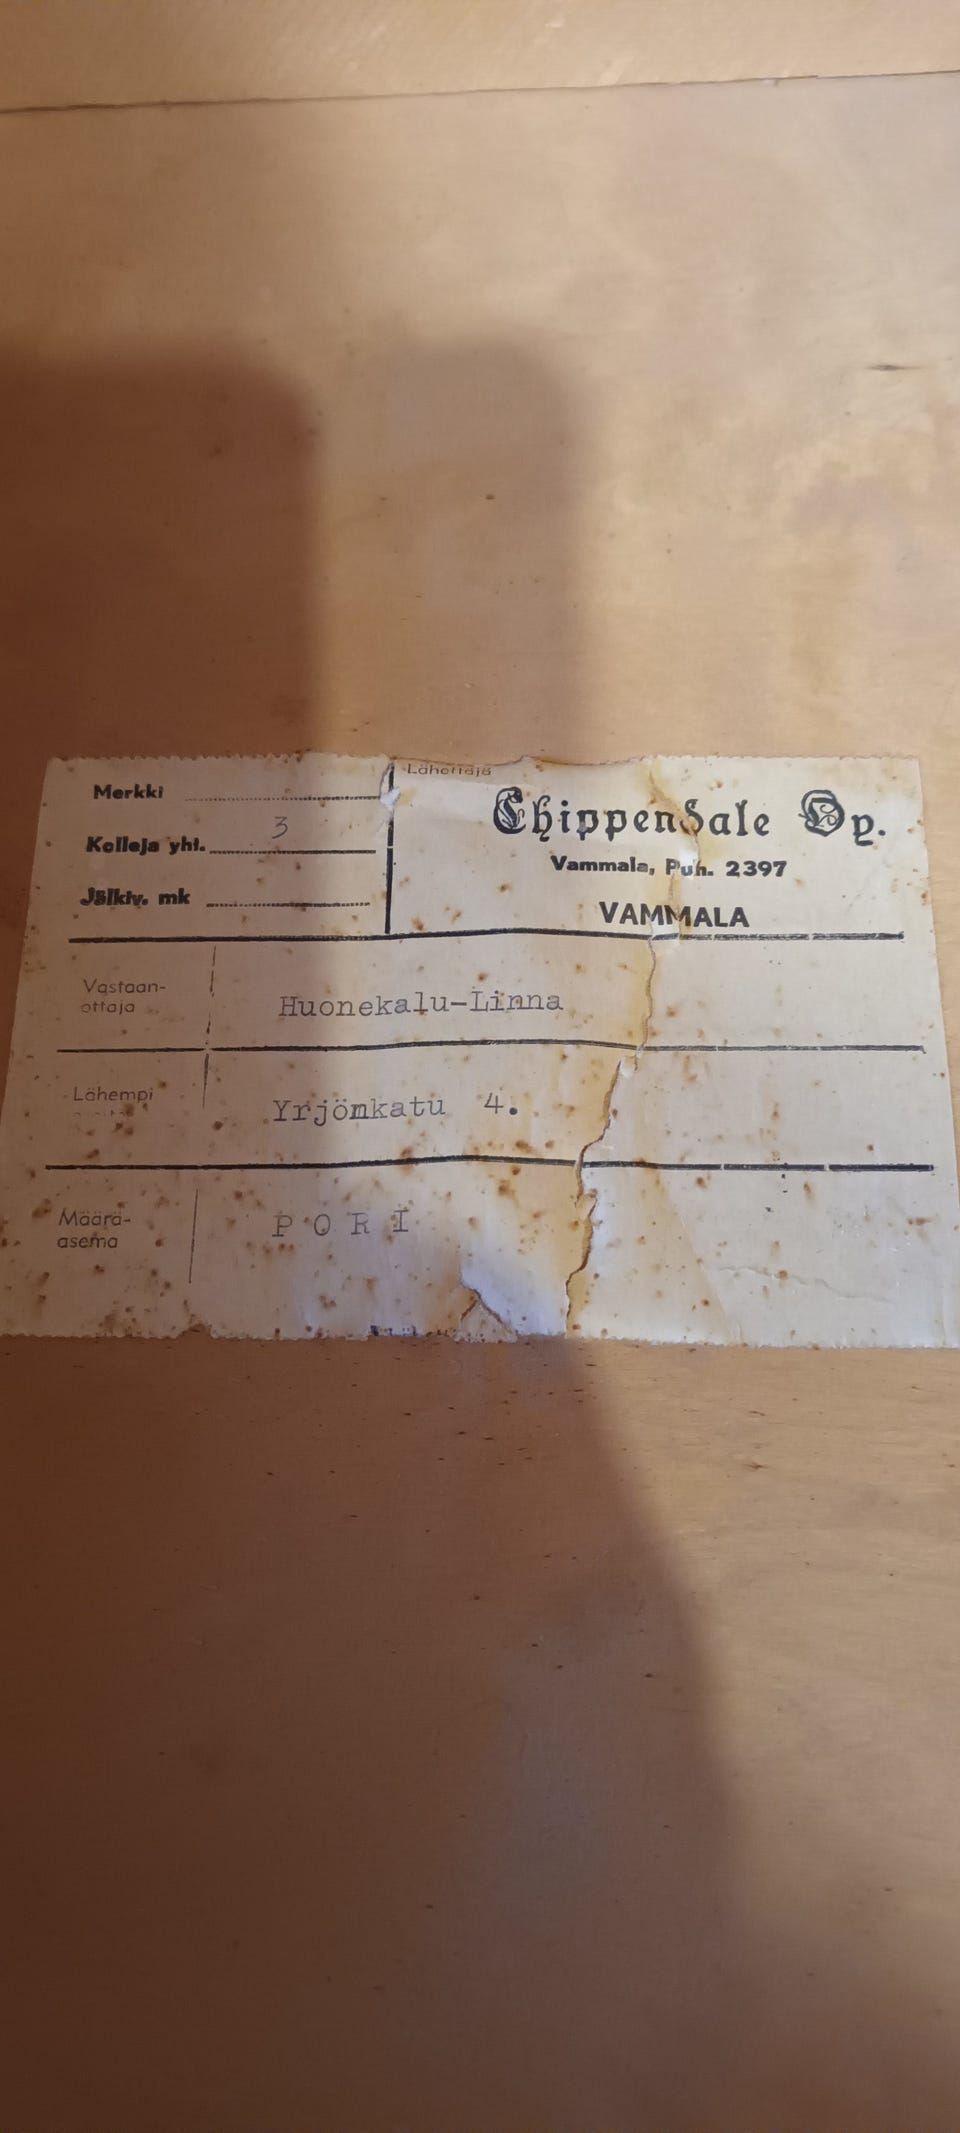 Merkki
Kolleja yht. 3
Jälkiv. mk
Lähettäjä
Chippendale Oy.
Vammala, Puh. 2397
VAMMALA
Vastaan-
ottaja
Huonekalu-Linna
Lähempi
Yrjönkatu 4.
Määrä-
asema
PORI